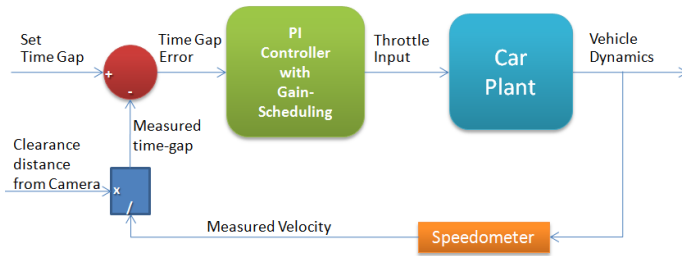 Set
Time Gap
+
-
Time Gap
Error
PI
Controller
with
Gain-
Scheduling
Throttle
Input
Car
Plant
Vehicle
Dynamics
Measured
time-gap
Clearance
distance
from Camera
x
/
Measured Velocity
Speedometer